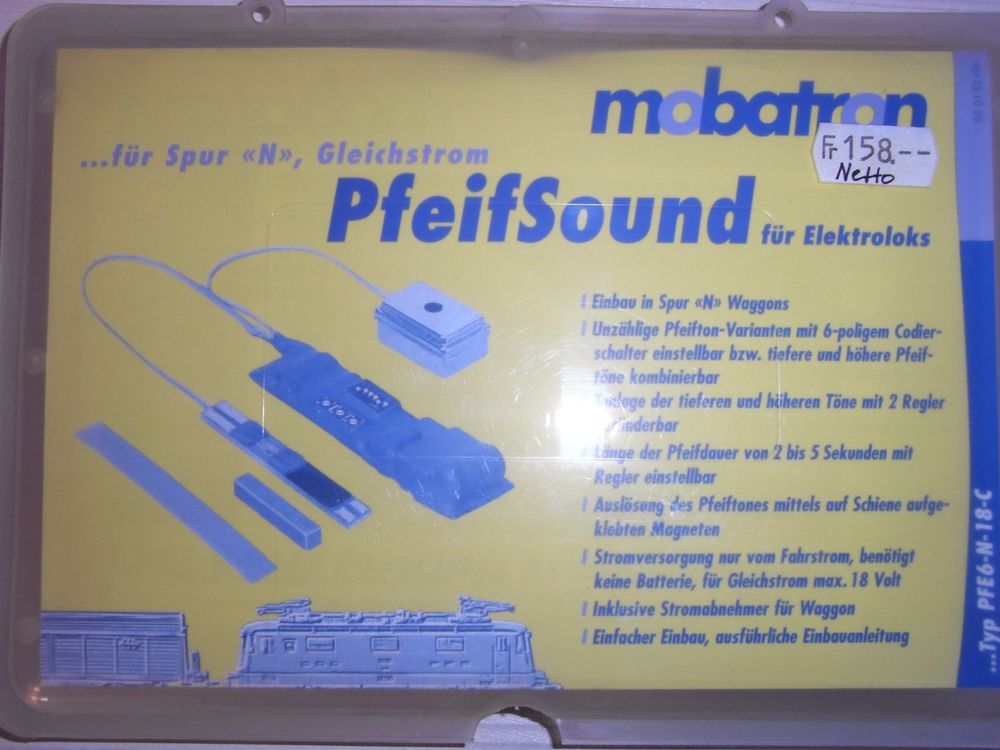 mobatron
Fr 158.--
Netto
...für Spur «N», Gleichstrom
PfeifSound für Elektroloks
Einbau in Spur «N» Waggons
Unzählige Pfeifton-Varianten mit 6-poligem Codier-
schalter einstellbar bzw. tiefere und höhere Pfeif-
töne kombinierbar
der tieferen und höheren Töne mit 2 Regler
Länge der Pfeifdauer von 2 bis 5 Sekunden mit
Regler einstellbar
Auslösung des Pfeiftones mittels auf Schiene aufge-
klebten Magneten
Stromversorgung nur vom Fahrstrom, benötigt
keine Batterie, für Gleichstrom max. 18 Volt
Inklusive Stromabnehmer für Waggon
Einfacher Einbau, ausführliche Einbauanleitung
...Typ PFE6-N-18-C